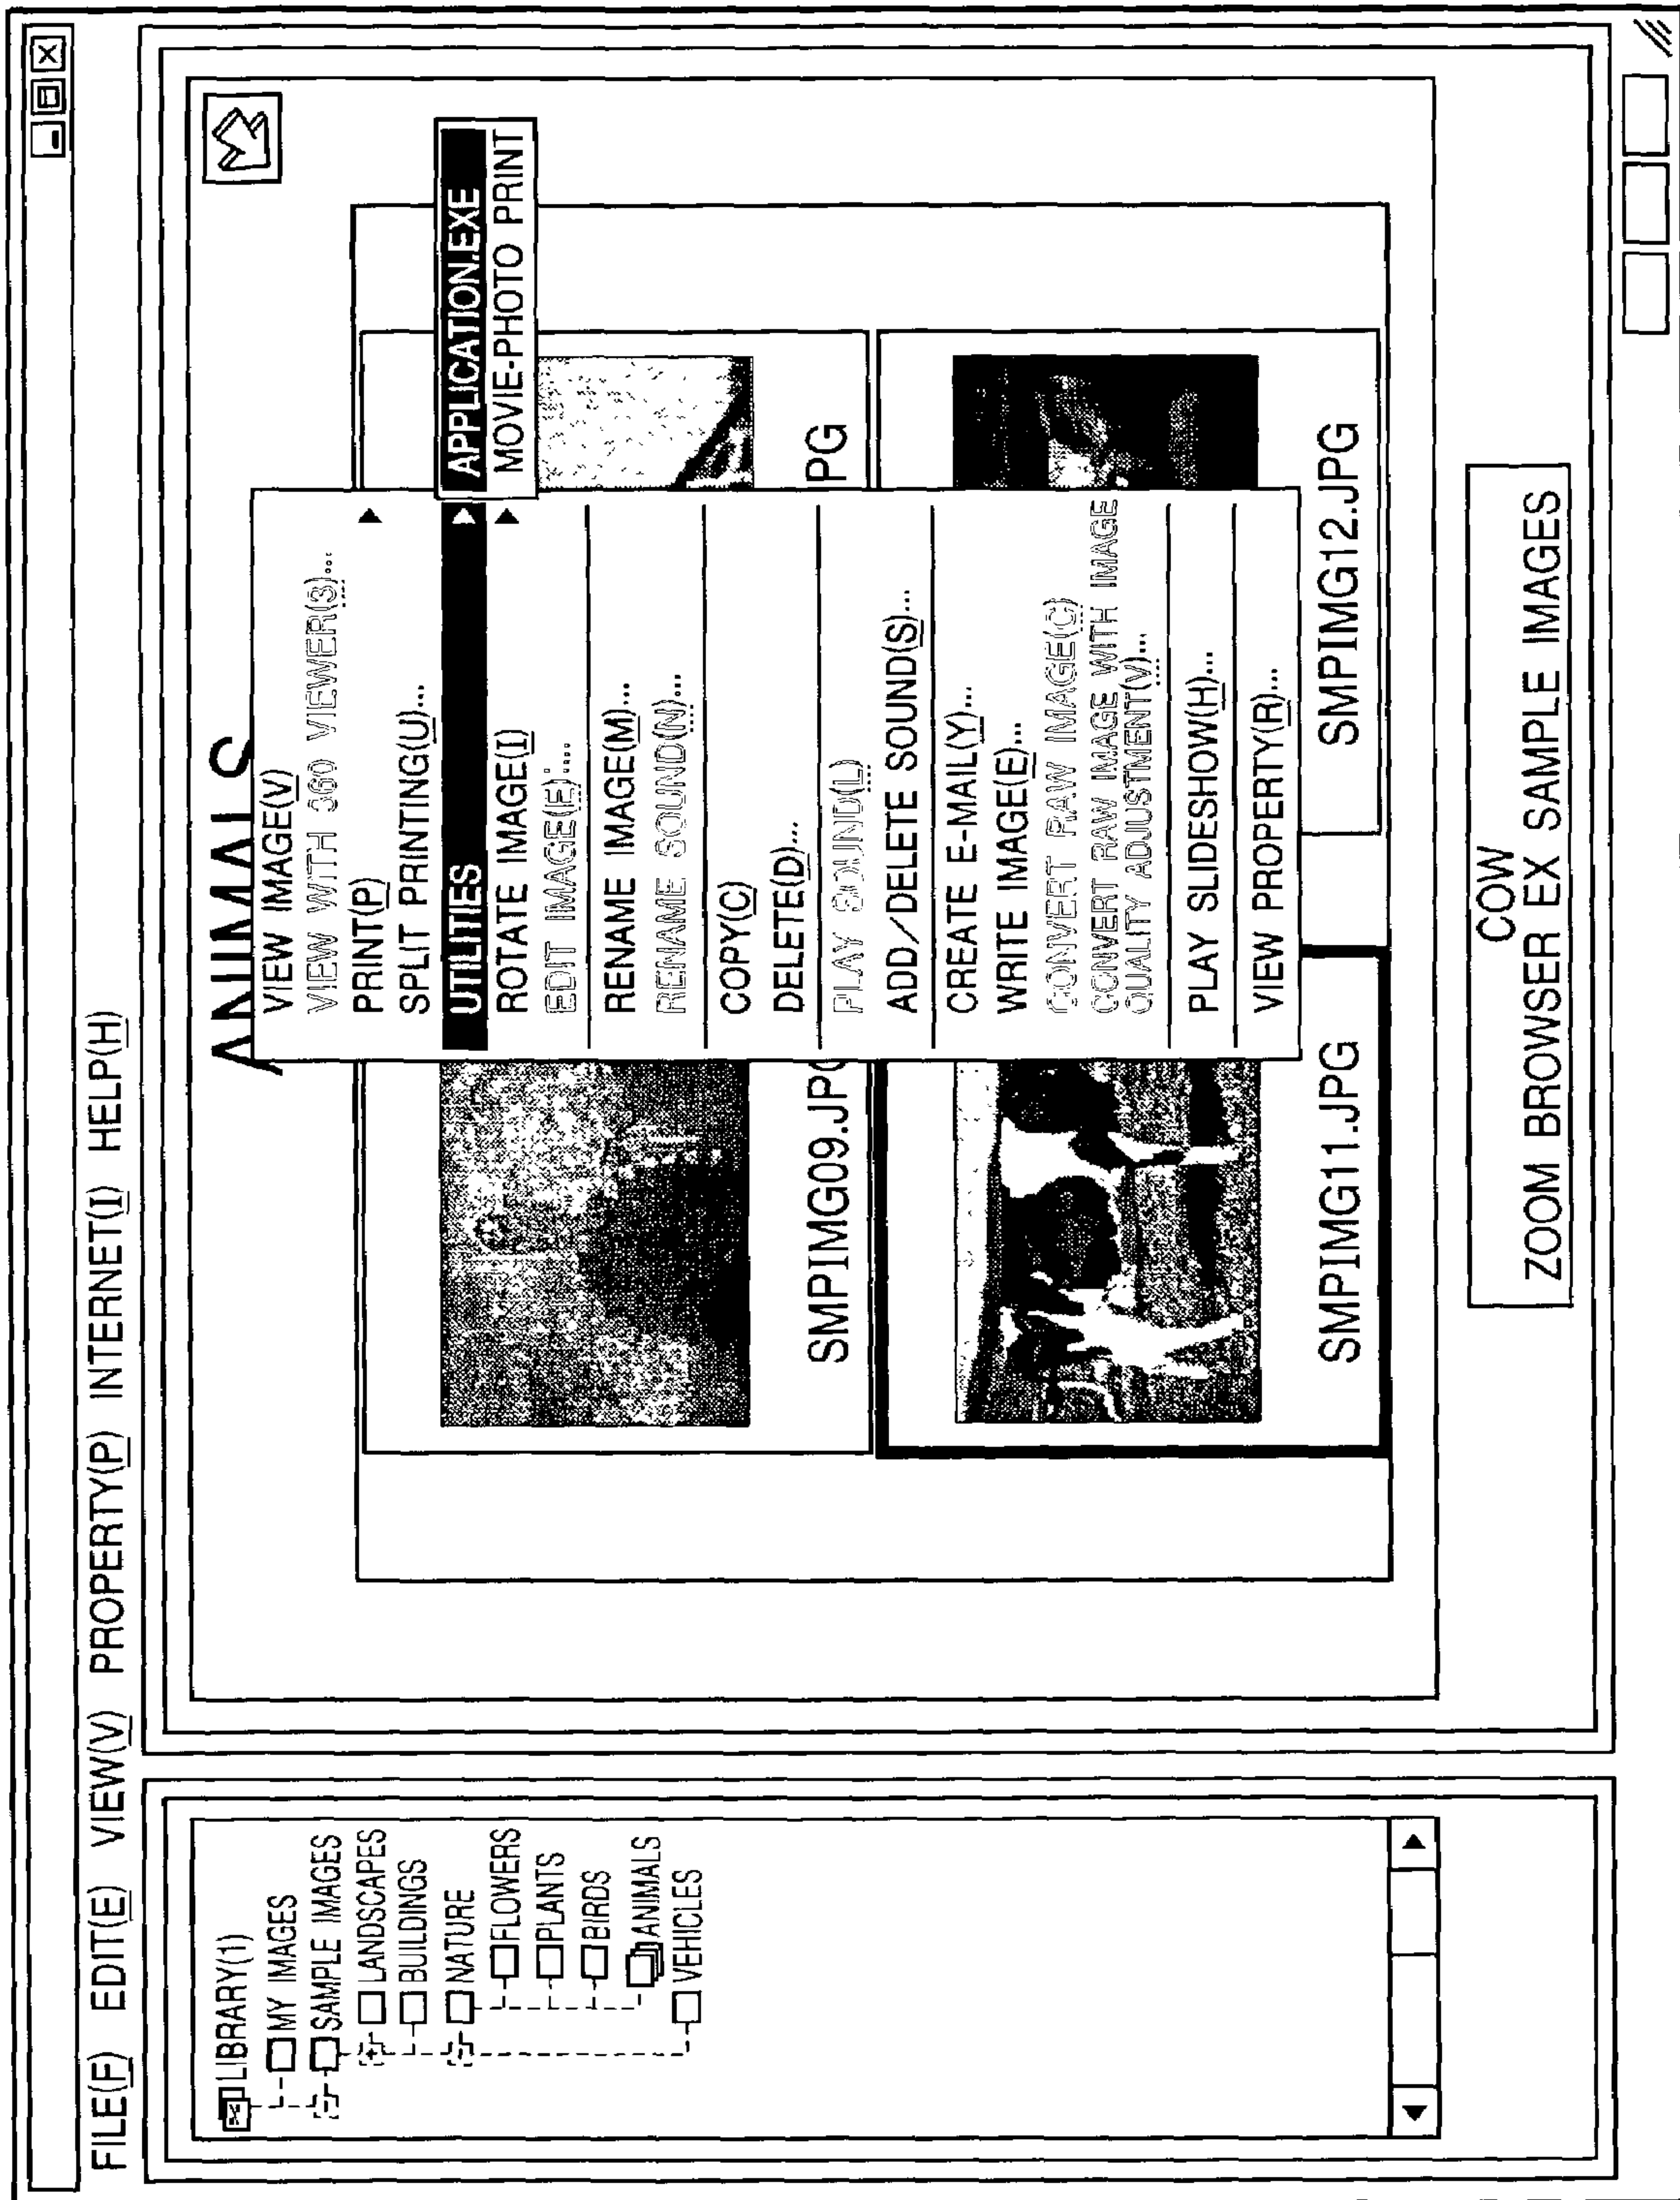 FILE(F) EDIT(E) VIEW(V) PROPERTY(P) INTERNET(I) HELP(H)
LIBRARY(1)
MY IMAGES
SAMPLE IMAGES
LANDSCAPES
BUILDINGS
NATURE
FLOWERS
PLANTS
BIRDS
ANIMALS
VEHICLES
ANIMALS
VIEW IMAGE(V)
VIEW WITH 360 VIEWER(3)...
PRINT(P)
SPLIT PRINTING(U)...
UTILITIES
ROTATE IMAGE(I)
EDIT IMAGE(E)...
RENAME IMAGE(M)...
RENAME SOUND(N)...
COPY(C)
DELETE(D)...
PLAY SOUND(L)
ADD/DELETE SOUND(S)...
CREATE E-MAIL(Y)...
WRITE IMAGE(E)...
CONVERT RAW IMAGE(C)
CONVERT RAW IMAGE WITH IMAGE
QUALITY ADJUSTMENT(V)...
PLAY SLIDESHOW(H)...
VIEW PROPERTY(R)...
APPLICATION.EXE
MOVIE-PHOTO PRINT
SMPIMG09.JPG
PG
SMPIMG11.JPG
SMPIMG12.JPG
COW
ZOOM BROWSER EX SAMPLE IMAGES